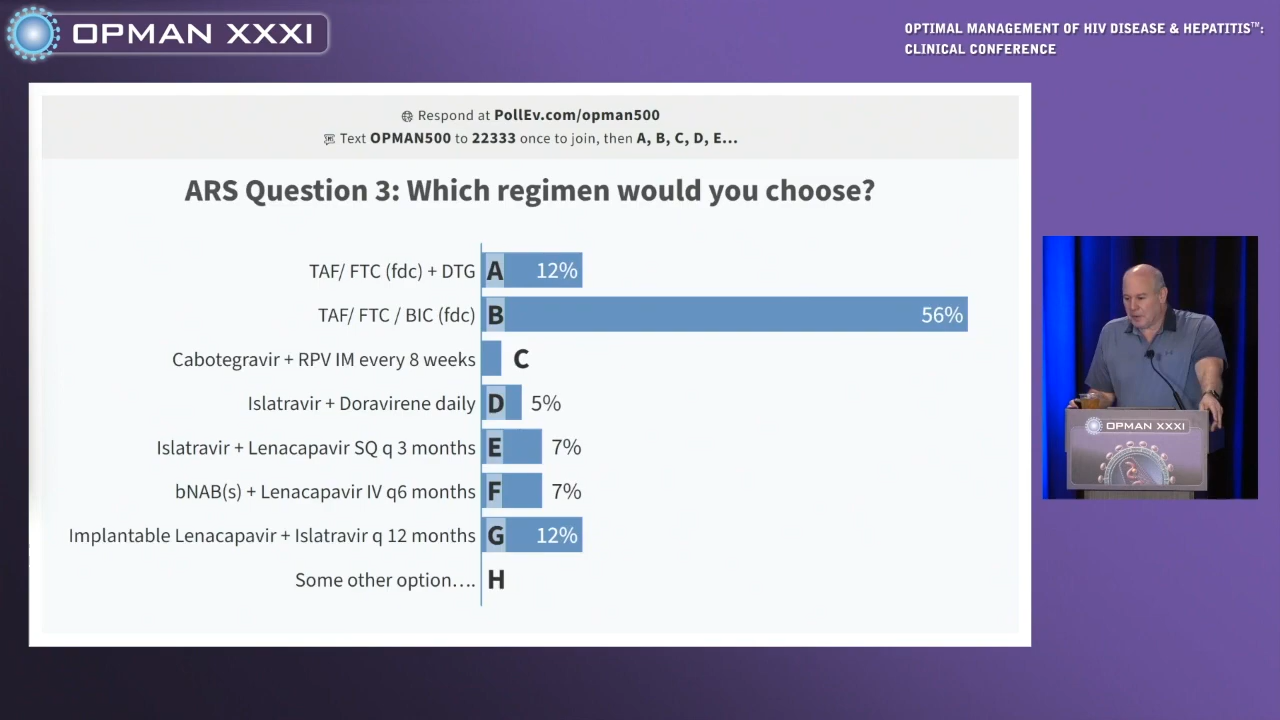 OPMAN XXXI
OPTIMAL MANAGEMENT OF HIV DISEASE & HEPATITIS™:
CLINICAL CONFERENCE
Respond at PollEv.com/opman500
Text OPMAN500 to 22333 once to join, then A, B, C, D, E...
ARS Question 3: Which regimen would you choose?
TAF/ FTC (fdc) + DTG A 12%
TAF/ FTC / BIC (fdc) B 56%
Cabotegravir + RPV IM every 8 weeks C
Islatravir + Doravirene daily D 5%
Islatravir + Lenacapavir SQ q 3 months E 7%
bNAB(s) + Lenacapavir IV q6 months F 7%
Implantable Lenacapavir + Islatravir q 12 months G 12%
Some other option.... H
OPMAN XXXI